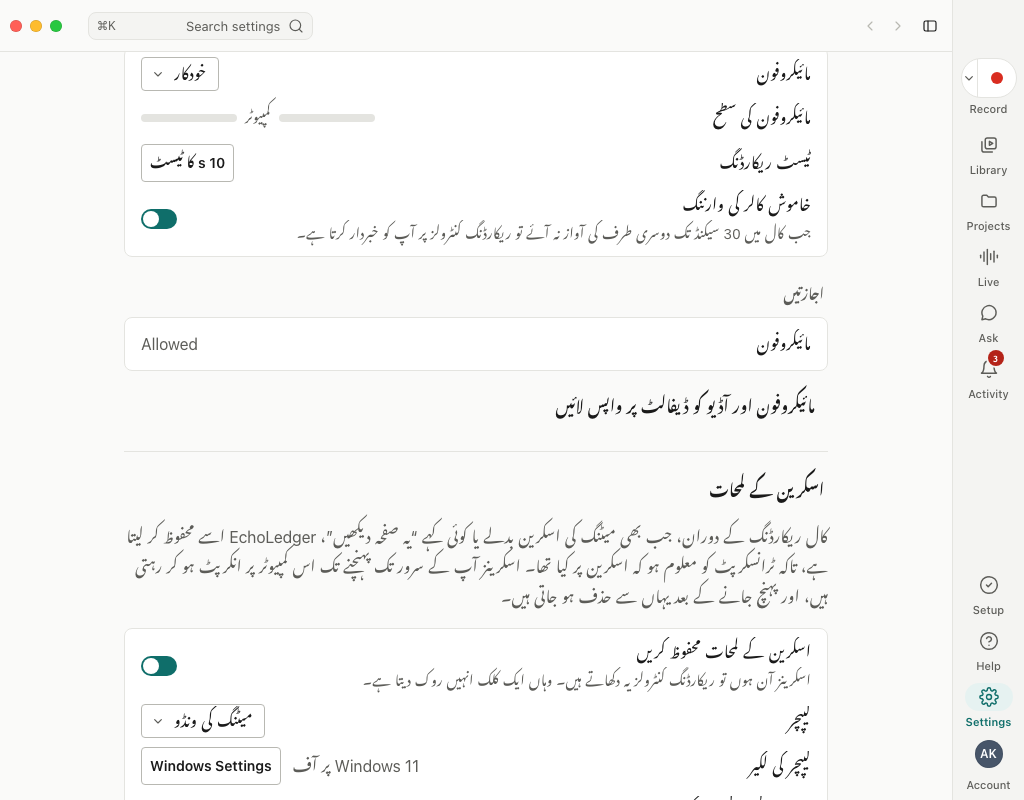 ⌘K
Search settings
مائیکروفون
خودکار
مائیکروفون کی سطح
کمپیوٹر
ٹیسٹ ریکارڈنگ
10 s کا ٹیسٹ
خاموش کالر کی وارننگ
جب کال میں 30 سیکنڈ تک دوسری طرف کی آواز نہ آئے تو ریکارڈنگ کنٹرولز پر آپ کو خبردار کرتا ہے۔
اجازتیں
مائیکروفون
Allowed
مائیکروفون اور آڈیو کو ڈیفالٹ پر واپس لائیں
اسکرین کے لمحات
کال ریکارڈنگ کے دوران، جب بھی میٹنگ کی اسکرین بدلے یا کوئی کہے “یہ صفحہ دیکھیں”، EchoLedger اسے محفوظ کر لیتا
ہے، تاکہ ٹرانسکرپٹ کو معلوم ہو کہ اسکرین پر کیا تھا۔ اسکرینز آپ کے سرور تک پہنچنے تک اس کمپیوٹر پر انکرپٹ ہو کر رہتی
ہیں، اور پہنچ جانے کے بعد یہاں سے حذف ہو جاتی ہیں۔
اسکرین کے لمحات محفوظ کریں
اسکرینز آن ہوں تو ریکارڈنگ کنٹرولز یہ دکھاتے ہیں۔ وہاں ایک کلک انہیں روک دیتا ہے۔
کیپچر
میٹنگ کی ونڈو
کیپچر کی لکیر
Windows 11 پر آف
Windows Settings
Record
Library
Projects
Live
Ask
3
Activity
Setup
Help
Settings
AK
Account